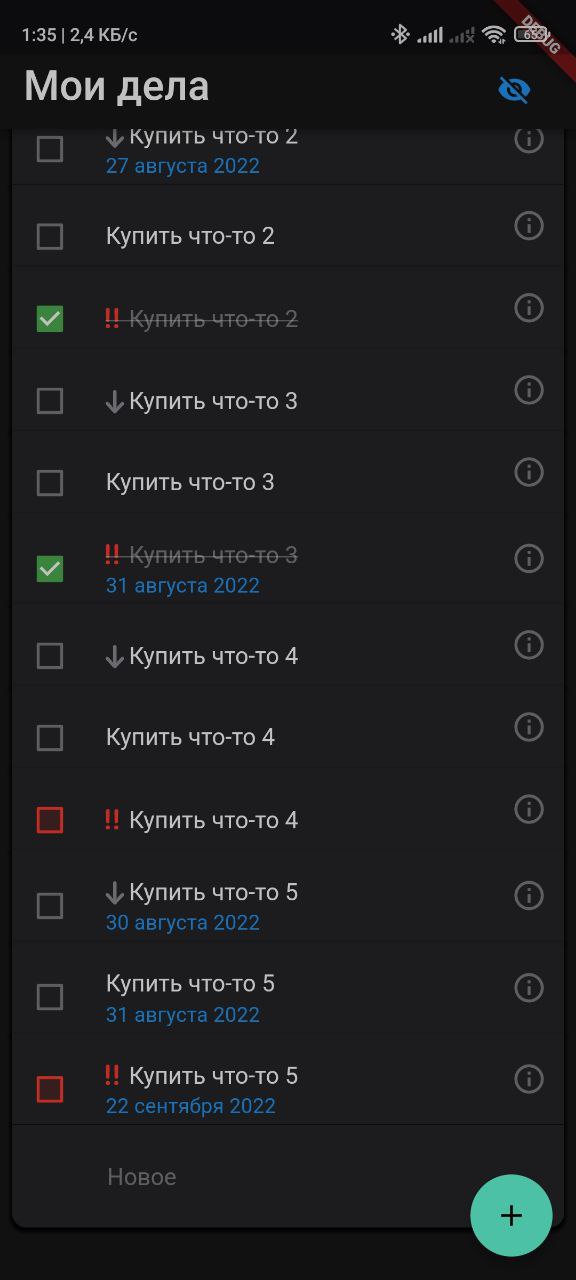 1:35 | 2,4 КБ/с
65
DEBUG
Мои дела
Купить что-то 2
27 августа 2022
Купить что-то 2
!! Купить что-то 2
Купить что-то 3
Купить что-то 3
!! Купить что-то 3
31 августа 2022
Купить что-то 4
Купить что-то 4
!! Купить что-то 4
Купить что-то 5
30 августа 2022
Купить что-то 5
31 августа 2022
!! Купить что-то 5
22 сентября 2022
Новое
+